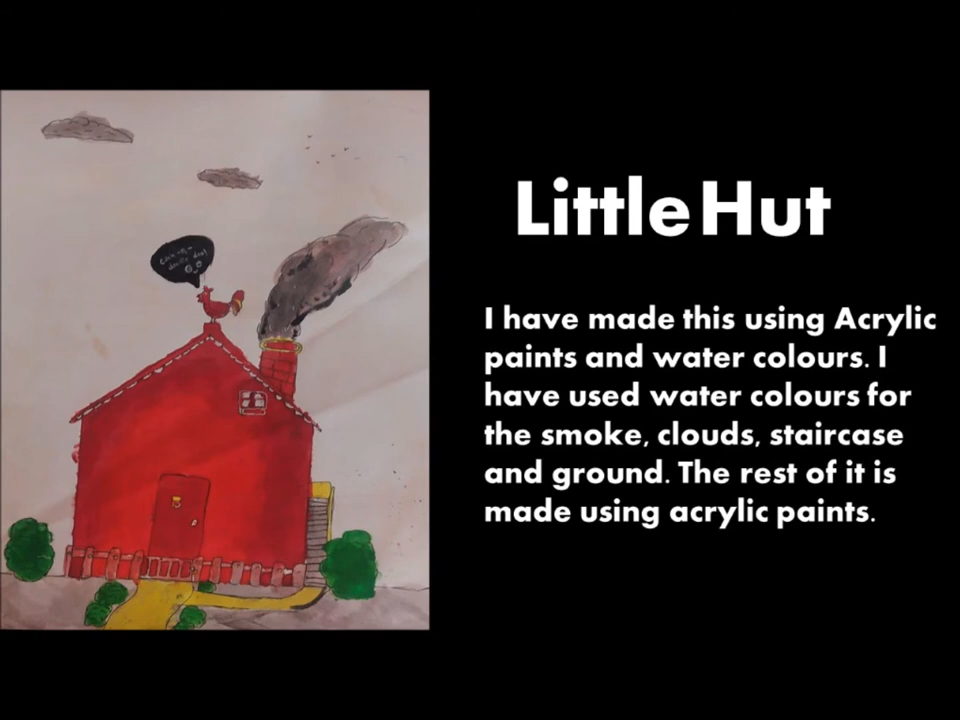 Little Hut
I have made this using Acrylic
paints and water colours. I
have used water colours for
the smoke, clouds, staircase
and ground. The rest of it is
made using acrylic paints.